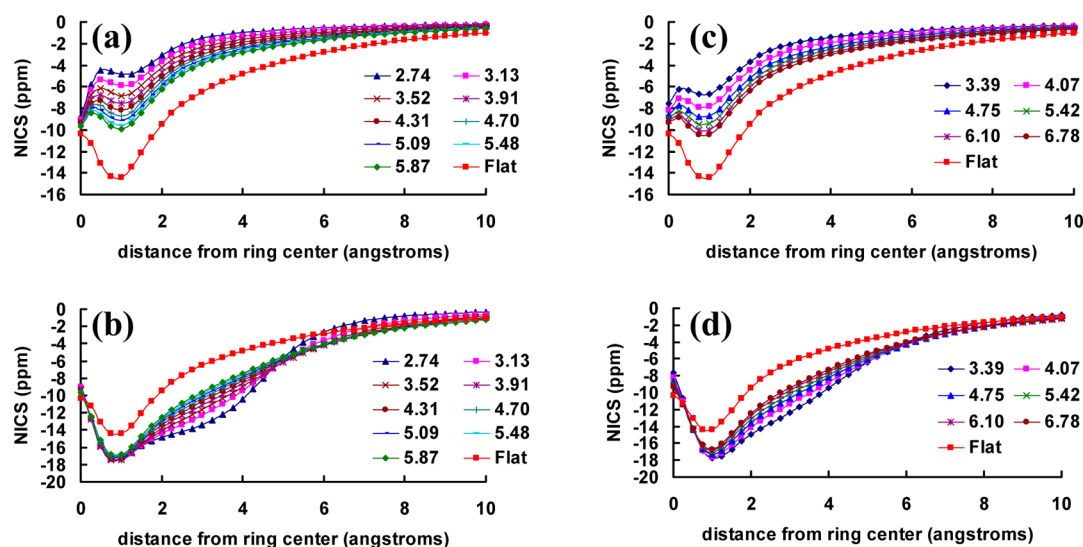 (a)
NICS (ppm)
0
-2
-4
-6
-8
-10
-12
-14
-16
2.74 3.13
3.52 3.91
4.31 4.70
5.09 5.48
5.87 Flat
0 2 4 6 8 10
distance from ring center (angstroms)
(c)
NICS (ppm)
0
-2
-4
-6
-8
-10
-12
-14
-16
3.39 4.07
4.75 5.42
6.10 6.78
Flat
0 2 4 6 8 10
distance from ring center (angstroms)
(b)
NICS (ppm)
0
-2
-4
-6
-8
-10
-12
-14
-16
-18
-20
2.74 3.13
3.52 3.91
4.31 4.70
5.09 5.48
5.87 Flat
0 2 4 6 8 10
distance from ring center (angstroms)
(d)
NICS (ppm)
0
-2
-4
-6
-8
-10
-12
-14
-16
-18
-20
3.39 4.07
4.75 5.42
6.10 6.78
Flat
0 2 4 6 8 10
distance from ring center (angstroms)